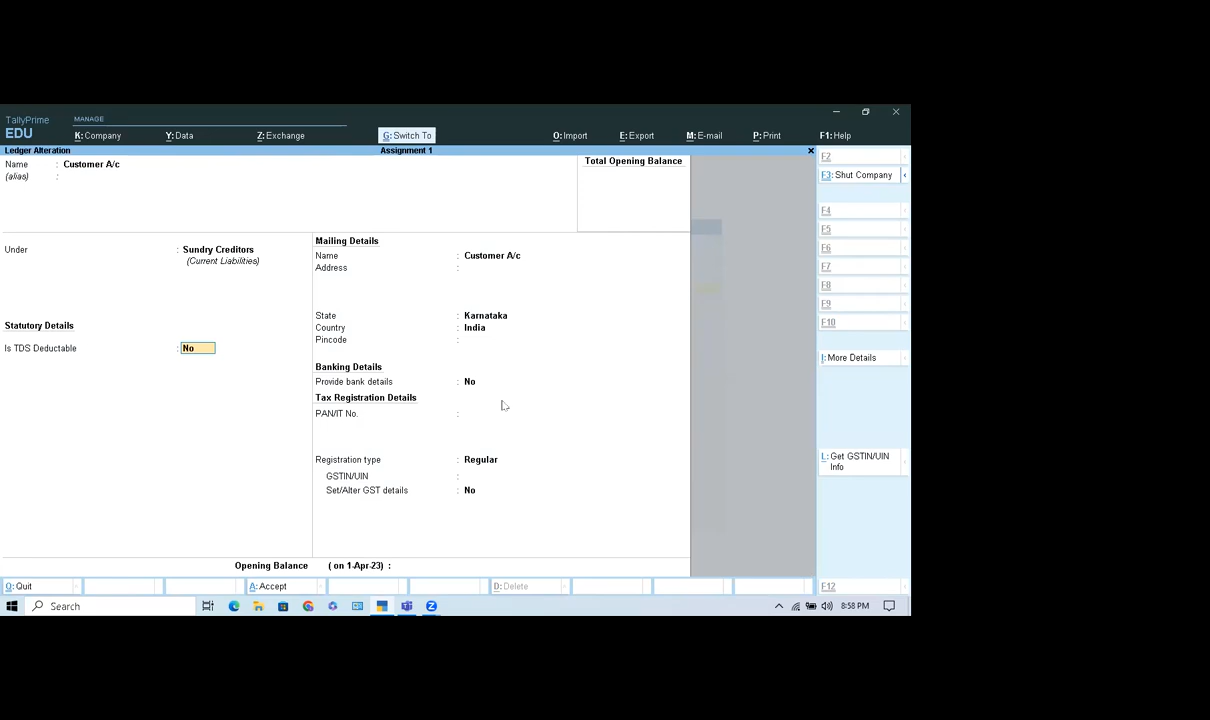 TallyPrime
EDU
MANAGE
K: Company
Y: Data
Z: Exchange
G: Switch To
O: Import
E: Export
M: E-mail
P: Print
F1: Help
Ledger Alteration
Assignment 1
Name : Customer A/c
(alias) :
Total Opening Balance
Under : Sundry Creditors
(Current Liabilities)
Statutory Details
Is TDS Deductable : No
Mailing Details
Name : Customer A/c
Address :
State : Karnataka
Country : India
Pincode :
Banking Details
Provide bank details : No
Tax Registration Details
PAN/IT No. :
Registration type : Regular
GSTIN/UIN :
Set/Alter GST details : No
Opening Balance ( on 1-Apr-23) :
F2
F3: Shut Company
F4
F5
F6
F7
F8
F9
F10
I: More Details
L: Get GSTIN/UIN
Info
F12
Q: Quit
A: Accept
D: Delete
Search
8:58 PM